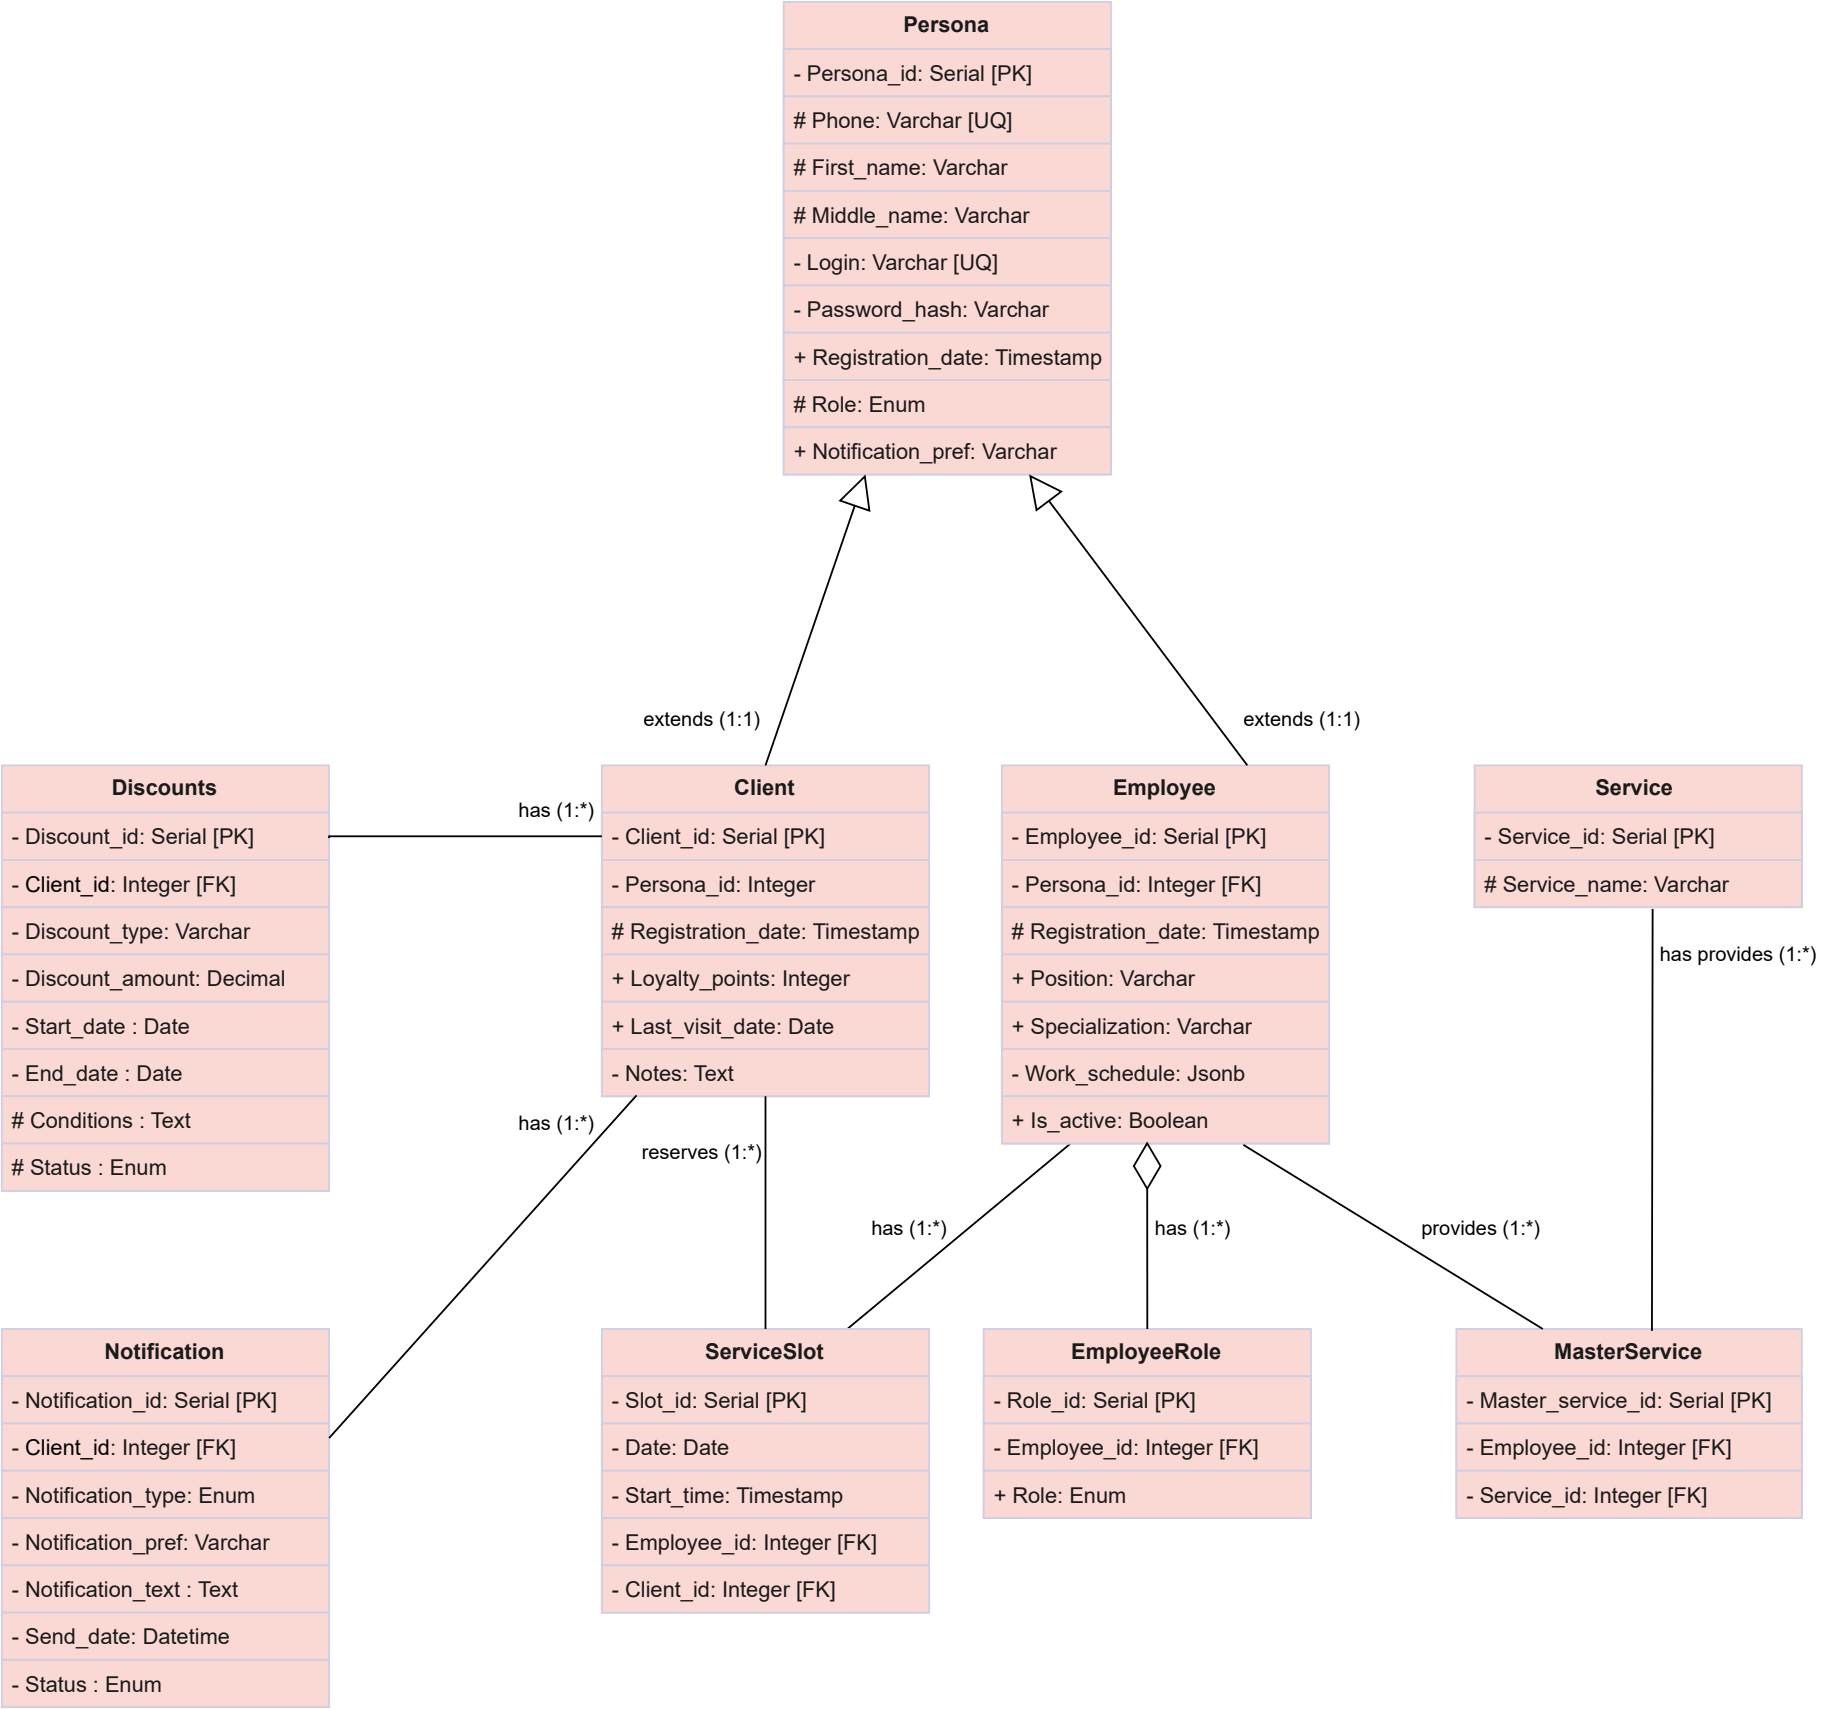 Persona
- Persona_id: Serial [PK]
# Phone: Varchar [UQ]
# First_name: Varchar
# Middle_name: Varchar
- Login: Varchar [UQ]
- Password_hash: Varchar
+ Registration_date: Timestamp
# Role: Enum
+ Notification_pref: Varchar
extends (1:1)
extends (1:1)
Discounts
- Discount_id: Serial [PK]
- Client_id: Integer [FK]
- Discount_type: Varchar
- Discount_amount: Decimal
- Start_date : Date
- End_date : Date
# Conditions : Text
# Status : Enum
has (1:*)
Client
- Client_id: Serial [PK]
- Persona_id: Integer
# Registration_date: Timestamp
+ Loyalty_points: Integer
+ Last_visit_date: Date
- Notes: Text
Employee
- Employee_id: Serial [PK]
- Persona_id: Integer [FK]
# Registration_date: Timestamp
+ Position: Varchar
+ Specialization: Varchar
- Work_schedule: Jsonb
+ Is_active: Boolean
Service
- Service_id: Serial [PK]
# Service_name: Varchar
has provides (1:*)
has (1:*)
reserves (1:*)
has (1:*)
has (1:*)
provides (1:*)
Notification
- Notification_id: Serial [PK]
- Client_id: Integer [FK]
- Notification_type: Enum
- Notification_pref: Varchar
- Notification_text : Text
- Send_date: Datetime
- Status : Enum
ServiceSlot
- Slot_id: Serial [PK]
- Date: Date
- Start_time: Timestamp
- Employee_id: Integer [FK]
- Client_id: Integer [FK]
EmployeeRole
- Role_id: Serial [PK]
- Employee_id: Integer [FK]
+ Role: Enum
MasterService
- Master_service_id: Serial [PK]
- Employee_id: Integer [FK]
- Service_id: Integer [FK]